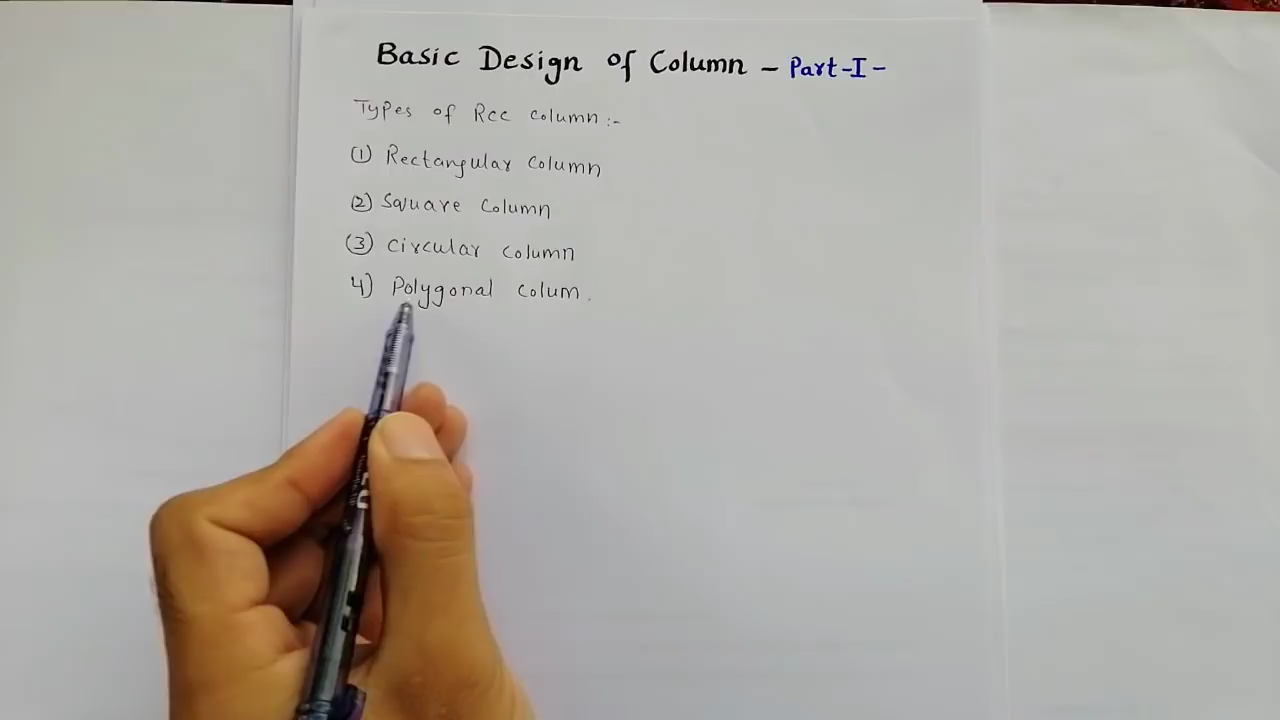 Basic Design of Column - Part-I-
Types of Rcc column:-
(1) Rectangular column
(2) Square column
(3) circular column
4) Polygonal colum.